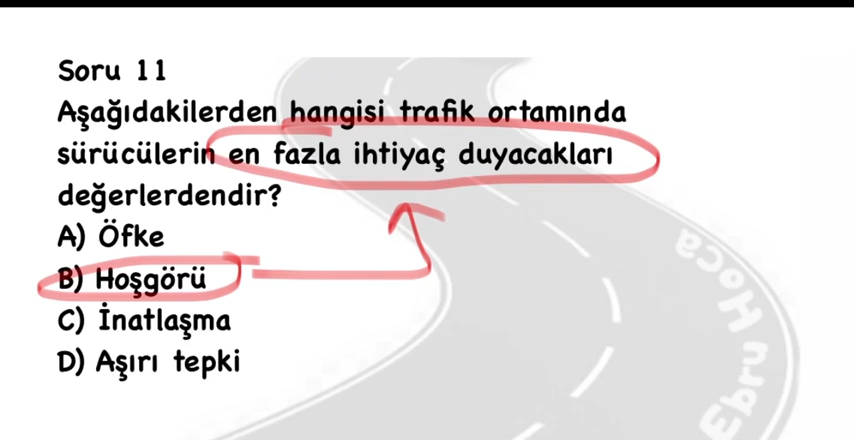 Soru 11
Aşağıdakilerden hangisi trafik ortamında
sürücülerin en fazla ihtiyaç duyacakları
değerlerdendir?
A) Öfke
B) Hoşgörü
C) İnatlaşma
D) Aşırı tepki
Ebru Hoca